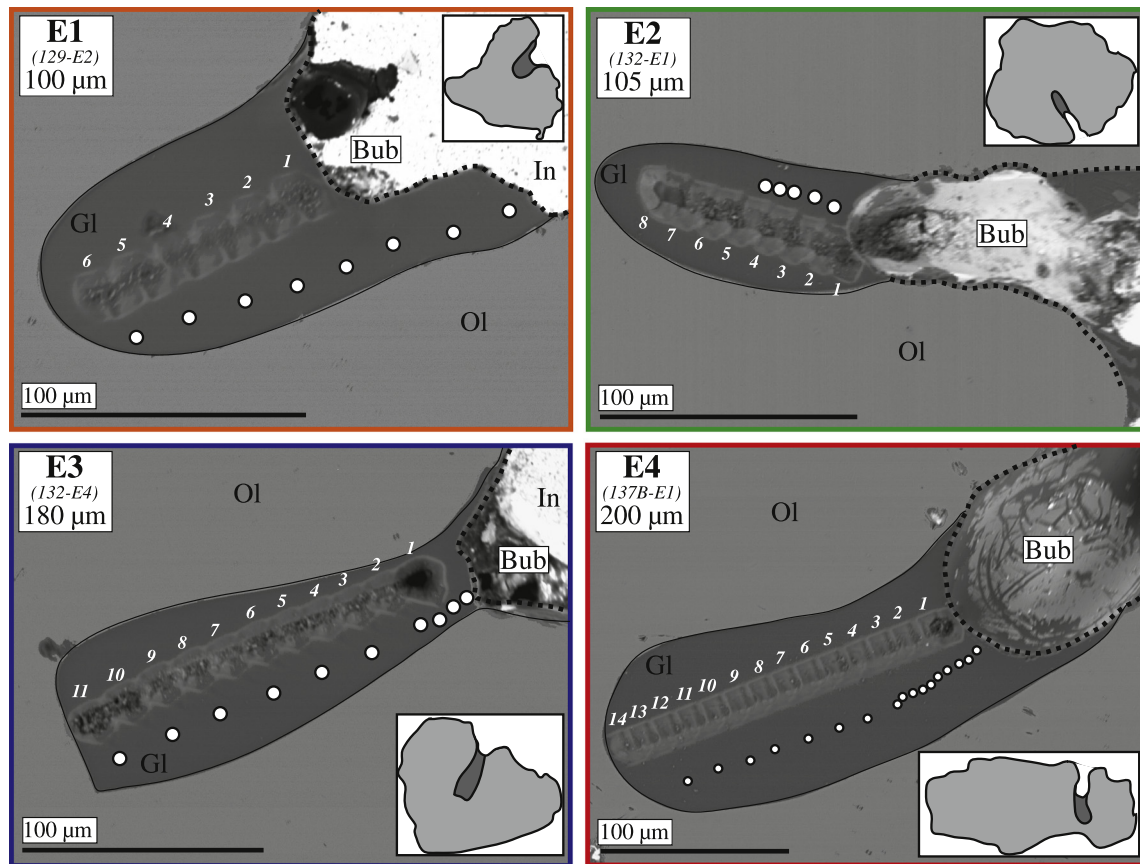 E1
(129-E2)
100 µm
Bub
In
Gl
1
2
3
4
5
6
Ol
100 µm
E2
(132-E1)
105 µm
Gl
Bub
8
7
6
5
4
3
2
1
Ol
100 µm
E3
(132-E4)
180 µm
Ol
In
Bub
1
2
3
4
5
6
7
8
9
10
11
Gl
100 µm
E4
(137B-E1)
200 µm
Ol
Bub
Gl
1
2
3
4
5
6
7
8
9
10
11
12
13
14
100 µm